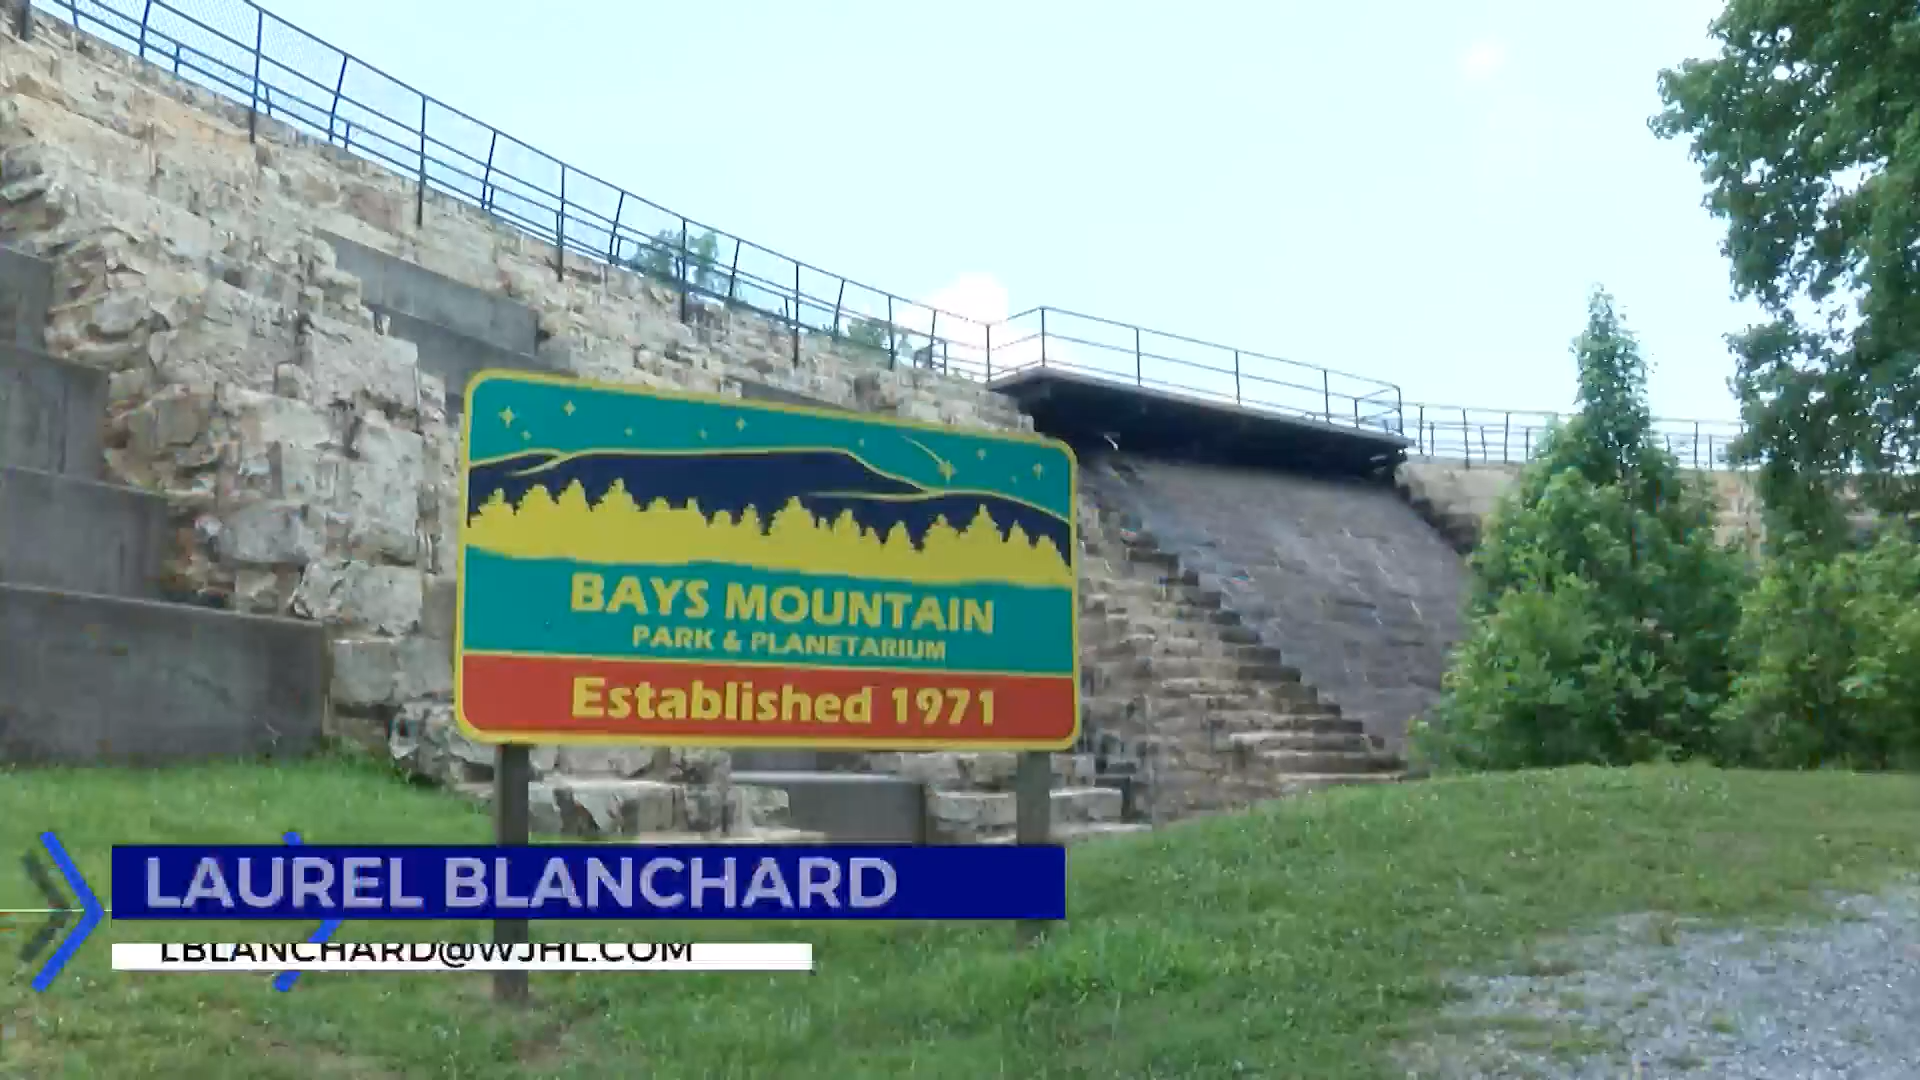 BAYS MOUNTAIN
PARK & PLANETARIUM
Established 1971
LAUREL BLANCHARD
LBLANCHARD@WJHL.COM